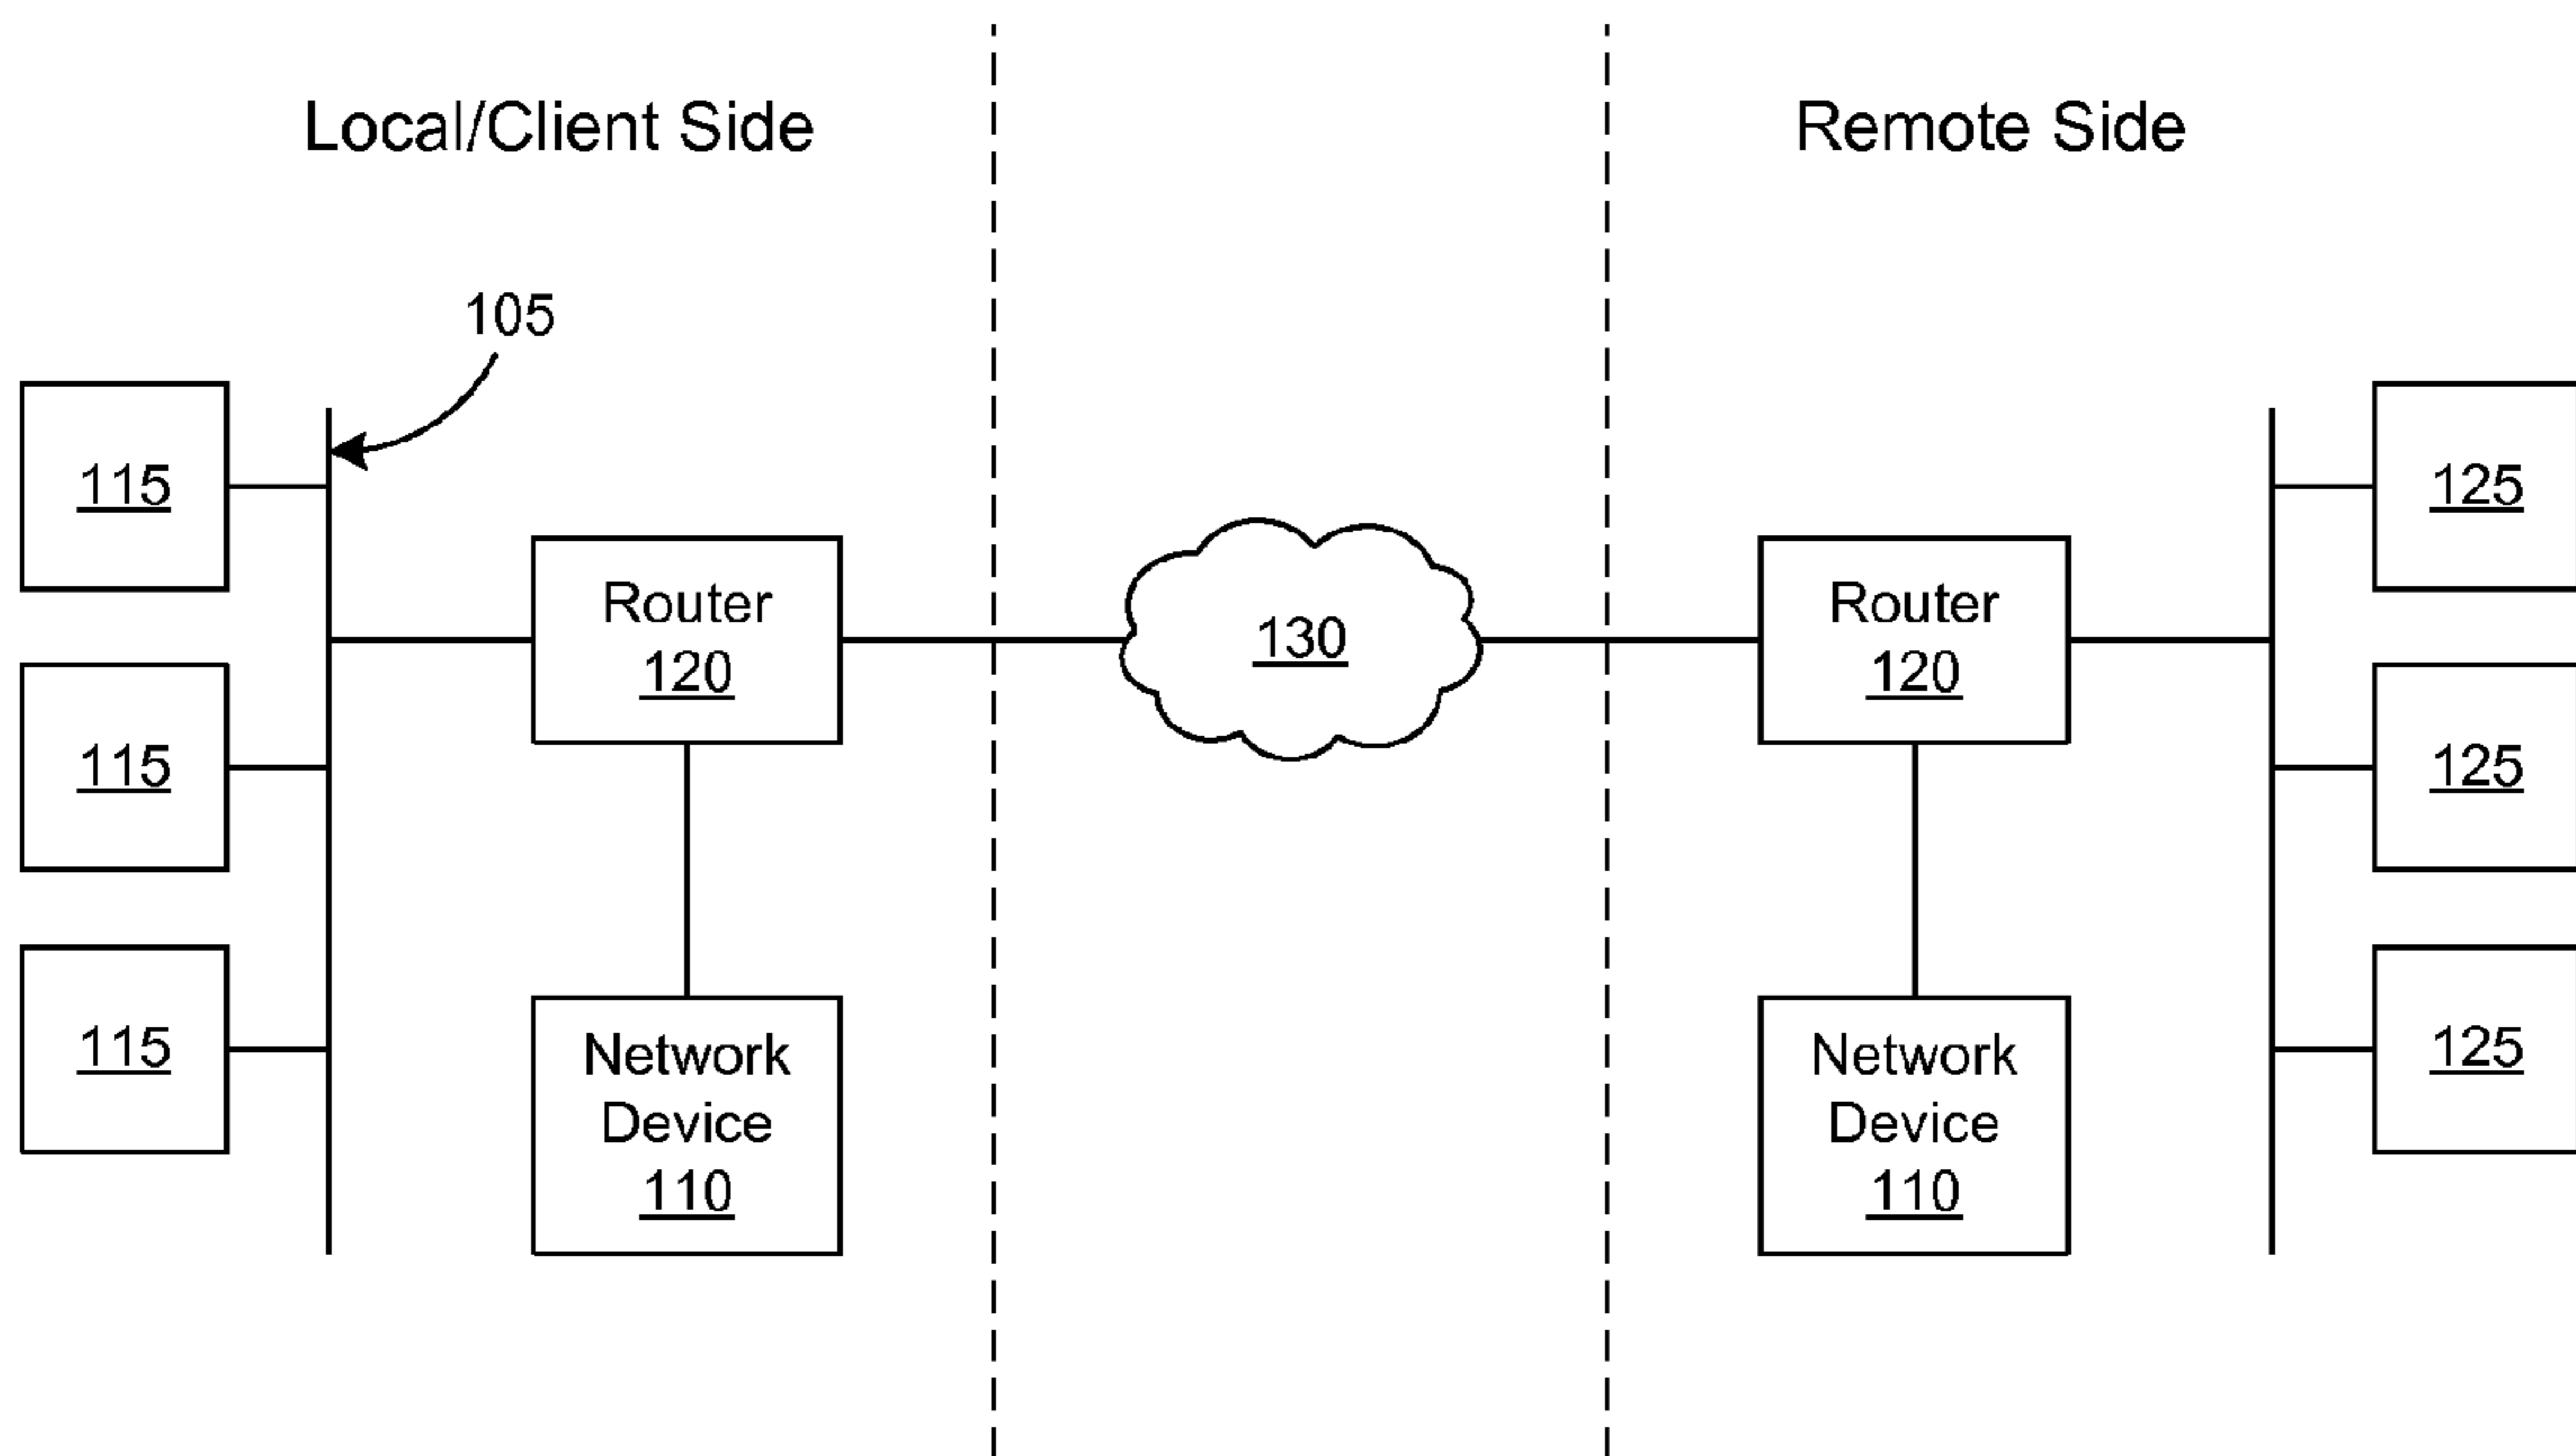 Local/Client Side
Remote Side
105
115
115
115
Router
120
Network
Device
110
130
Router
120
Network
Device
110
125
125
125